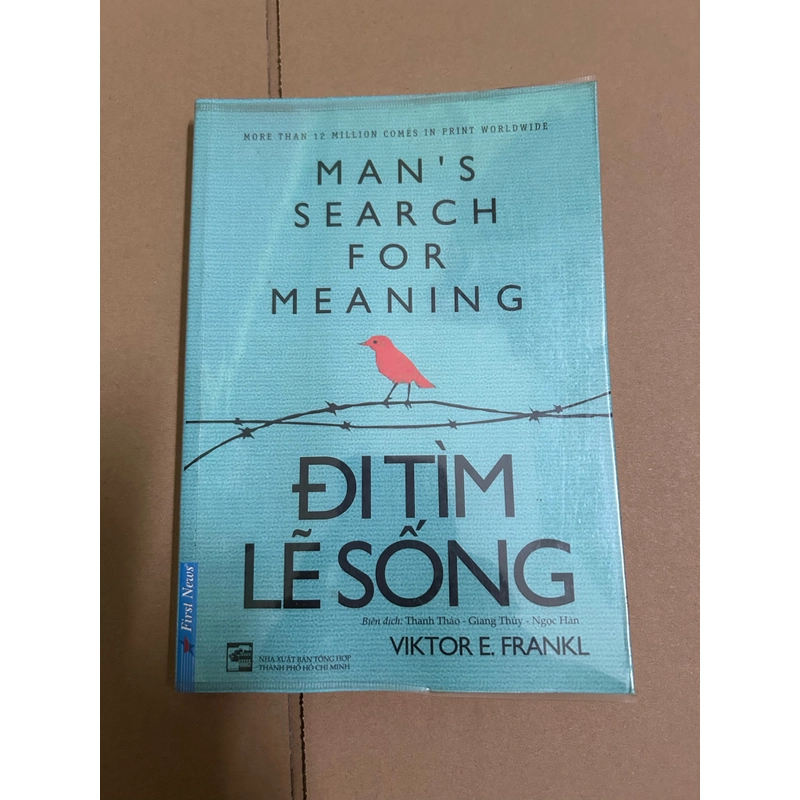 MORE THAN 12 MILLION COMES IN PRINT WORLDWIDE
MAN'S
SEARCH
FOR
MEANING
ĐI TÌM
LẼ SỐNG
Biên dịch: Thanh Thảo - Giang Thủy - Ngọc Hân
VIKTOR E. FRANKL
First News
NHÀ XUẤT BẢN TỔNG HỢP
THÀNH PHỐ HỒ CHÍ MINH